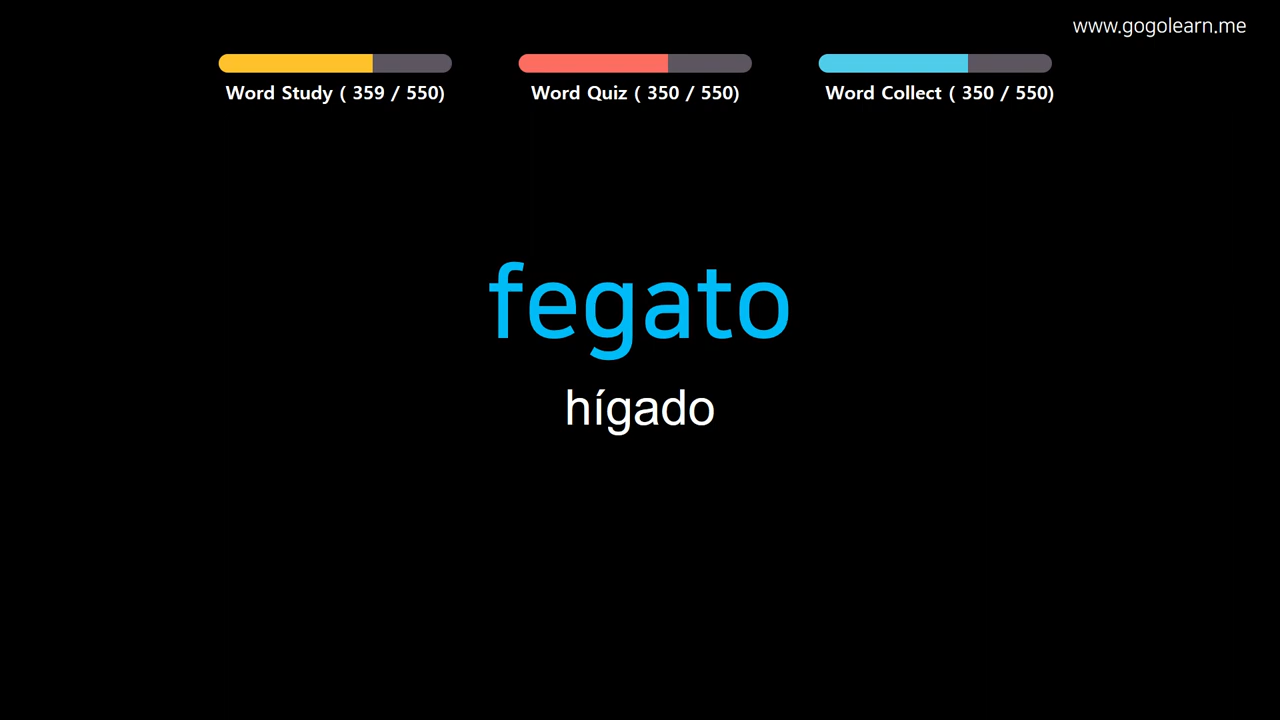 www.gogolearn.me
Word Study ( 359 / 550)
Word Quiz ( 350 / 550)
Word Collect ( 350 / 550)
fegato
hígado